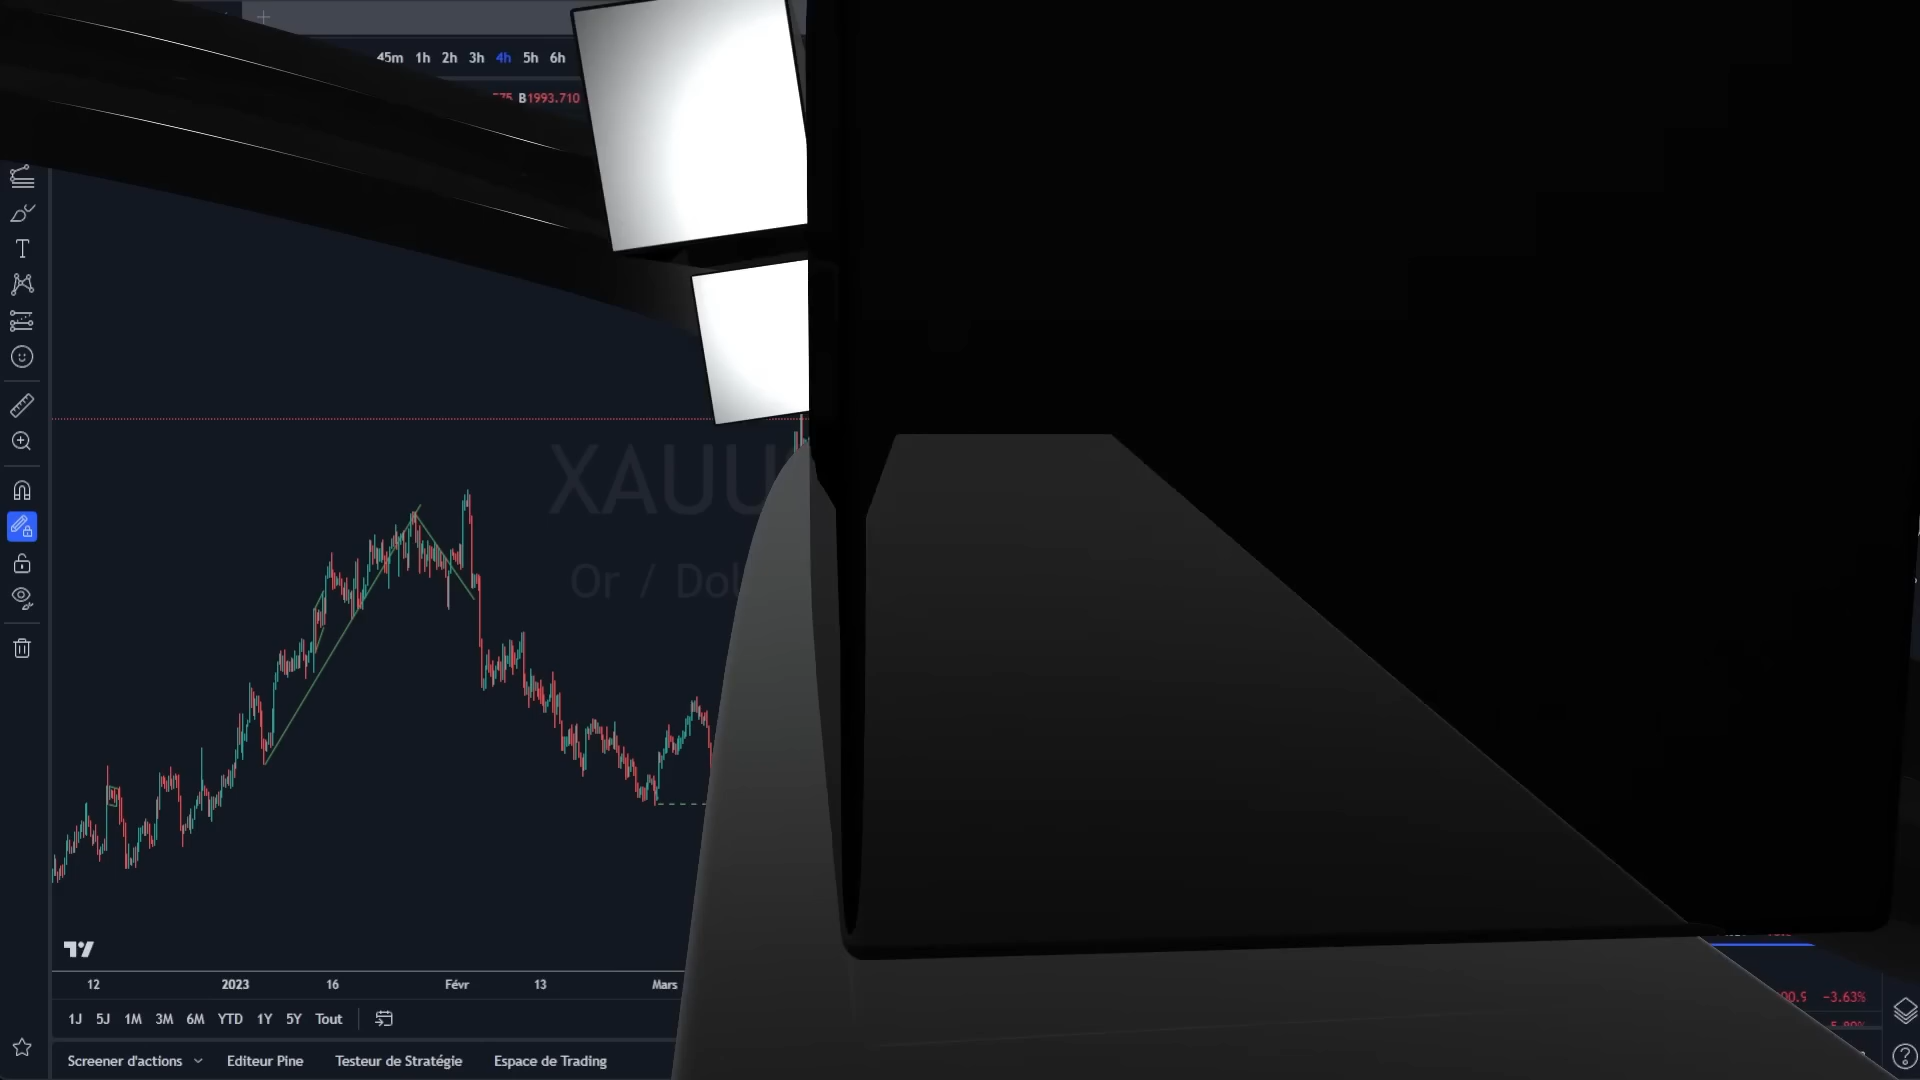 45m 1h 2h 3h 4h 5h 6h
B1993.710
XAUU
Or / Dol
12 2023 16 Févr 13 Mars
1J 5J 1M 3M 6M YTD 1Y 5Y Tout
-3.63%
Screener d'actions Editeur Pine Testeur de Stratégie Espace de Trading